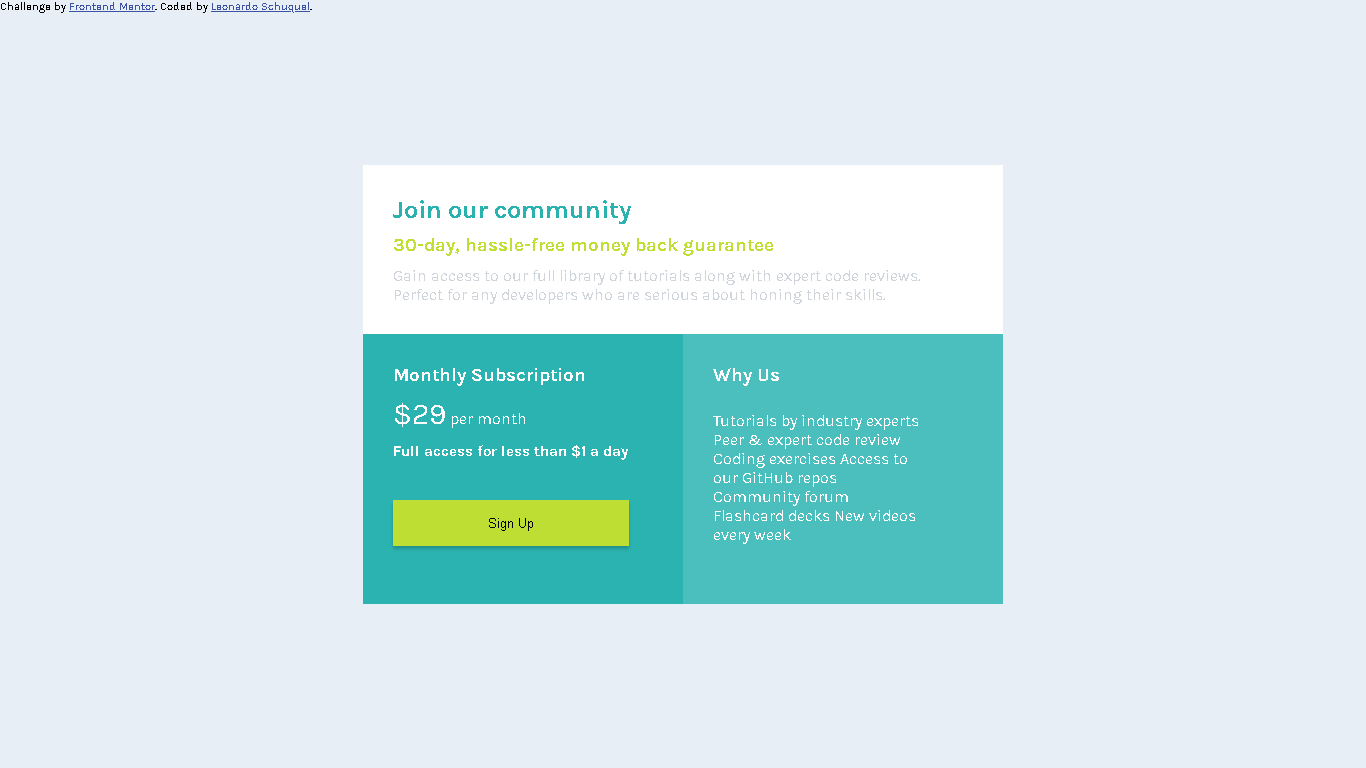 Challenge by Frontend Mentor. Coded by Leonardo Schuquel.
Join our community
30-day, hassle-free money back guarantee
Gain access to our full library of tutorials along with expert code reviews.
Perfect for any developers who are serious about honing their skills.
Monthly Subscription
$29 per month
Full access for less than $1 a day
Sign Up
Why Us
Tutorials by industry experts
Peer & expert code review
Coding exercises Access to
our GitHub repos
Community forum
Flashcard decks New videos
every week